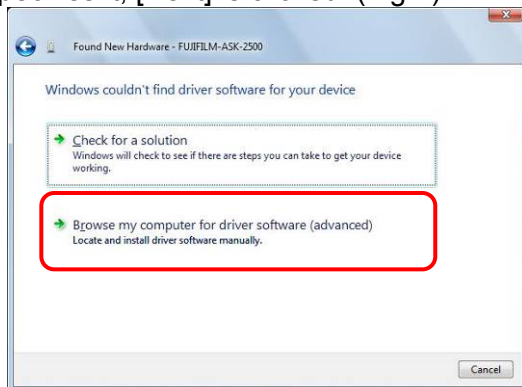 Found New Hardware - FUJIFILM-ASK-2500
Windows couldn't find driver software for your device
Check for a solution
Windows will check to see if there are steps you can take to get your device
working.
Browse my computer for driver software (advanced)
Locate and install driver software manually.
Cancel